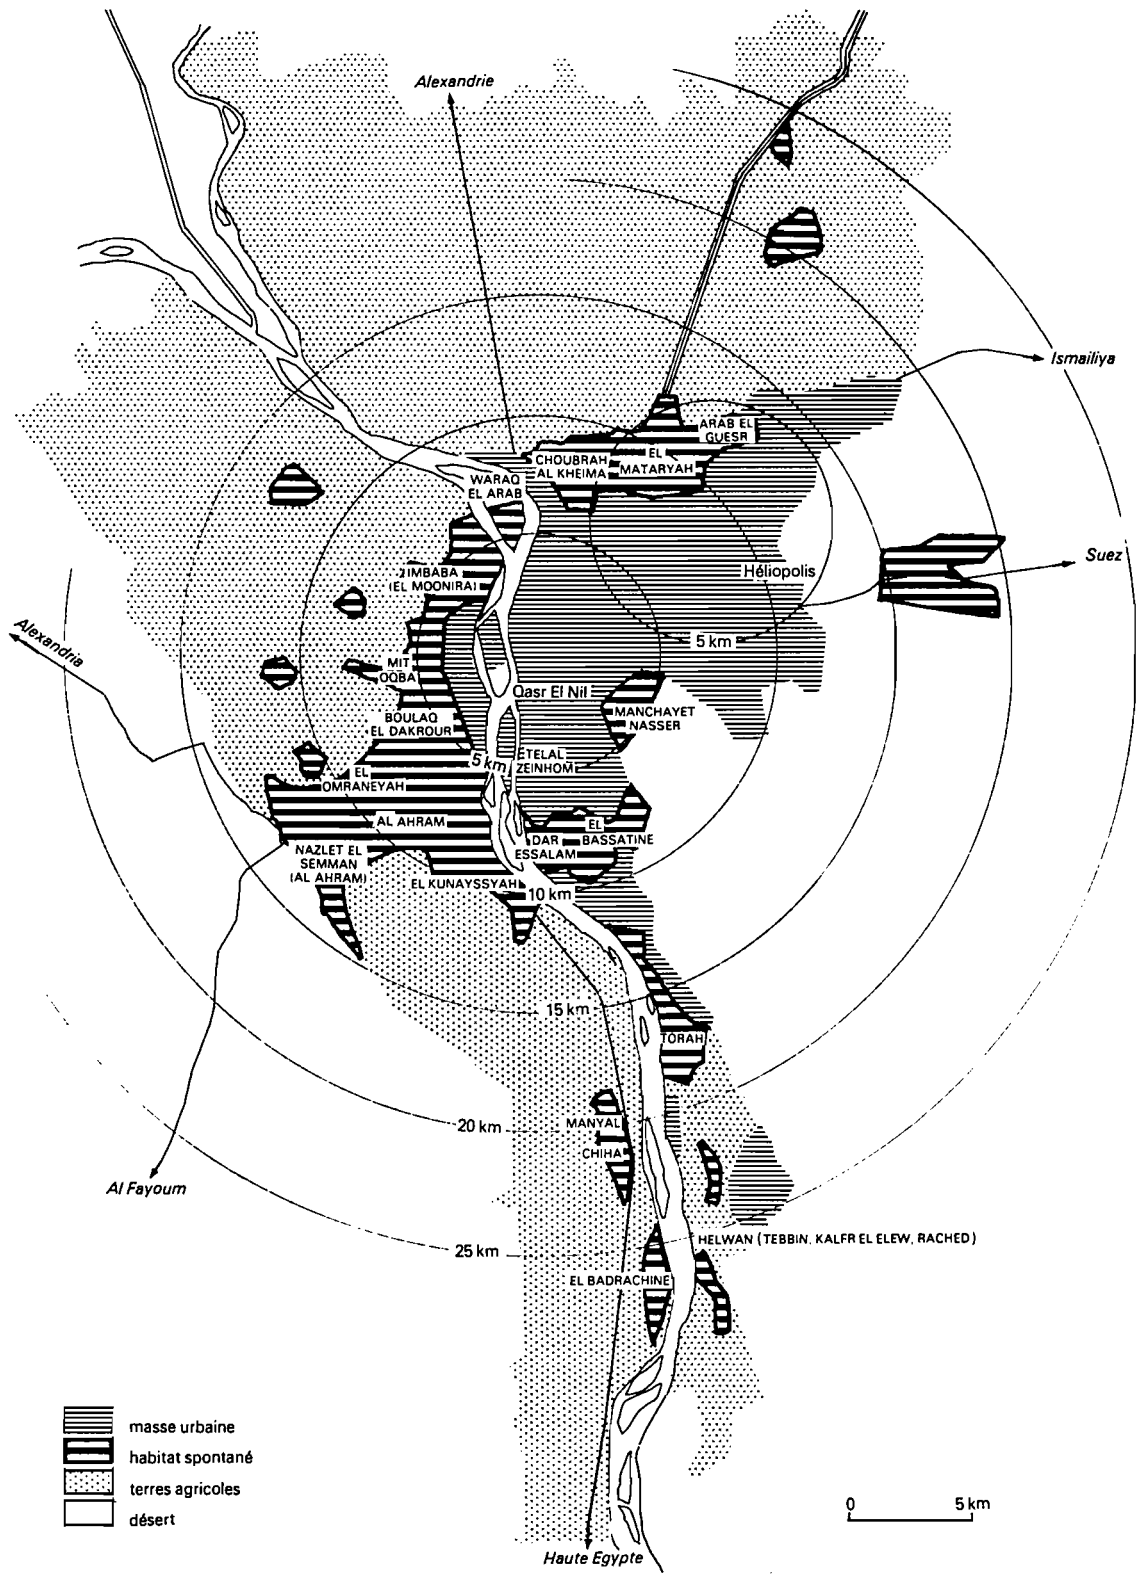 Alexandrie
Ismailiya
ARAB EL
GUESR
CHOUBRAH
AL KHEIMA
EL
MATARYAH
WARAQ
EL ARAB
Suez
IMBABA
(EL MOONIRA)
Héliopolis
Alexandria
5 km
MIT
OQBA
Qasr El Nil
MANCHAYET
NASSER
BOULAQ
EL DAKROUR
ETELAL
ZEINHOM
5 km
EL
OMRANEYAH
AL AHRAM
EL
BASSATINE
DAR
ESSALAM
NAZLET EL
SEMMAN
(AL AHRAM)
EL KUNAYSSYAH
10 km
15 km
TORAH
20 km
MANYAL
CHIHA
Al Fayoum
25 km
HELWAN (TEBBIN, KALFR EL ELEW, RACHED)
EL BADRACHINE
masse urbaine
habitat spontané
terres agricoles
désert
0 5 km
Haute Egypte